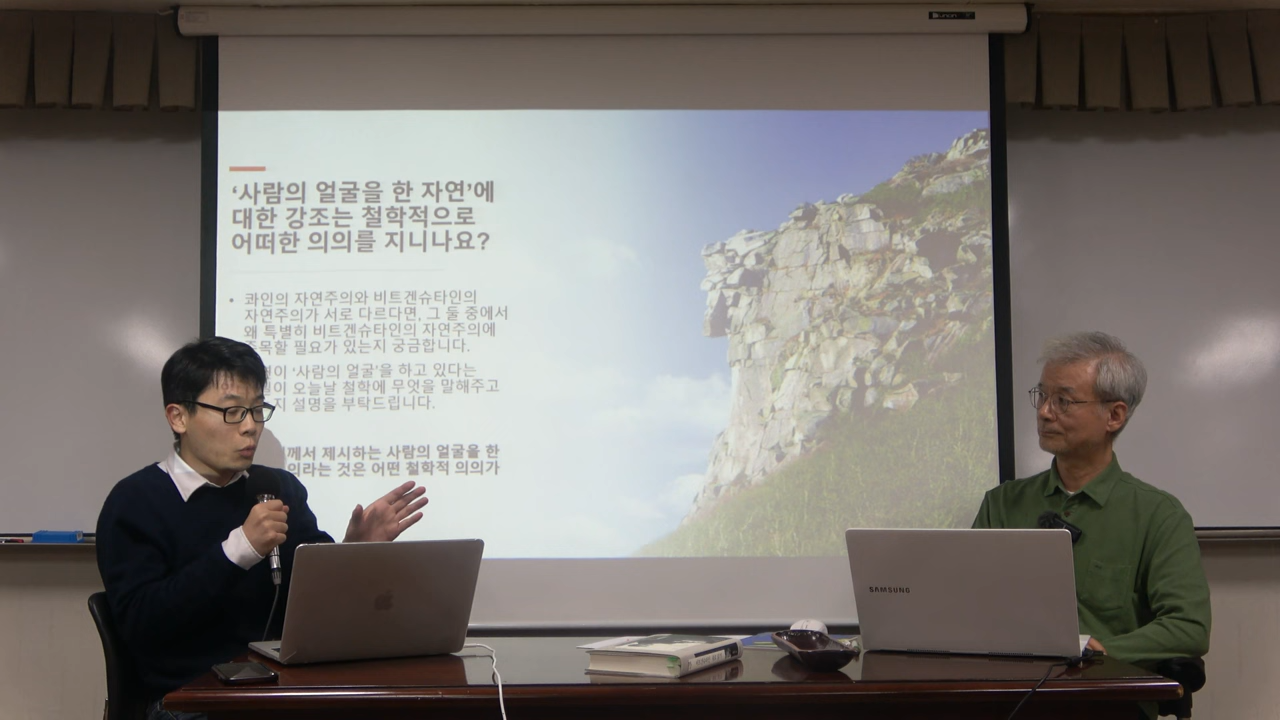 ‘사람의 얼굴을 한 자연’에
대한 강조는 철학적으로
어떠한 의의를 지니나요?
• 콰인의 자연주의와 비트겐슈타인의
자연주의가 서로 다르다면, 그 둘 중에서
왜 특별히 비트겐슈타인의 자연주의에
주목할 필요가 있는지 궁금합니다.
‘사람의 얼굴’을 하고 있다는
오늘날 철학에 무엇을 말해주고
설명을 부탁드립니다.
제시하는 사람의 얼굴을 한
것은 어떤 철학적 의의가
SAMSUNG